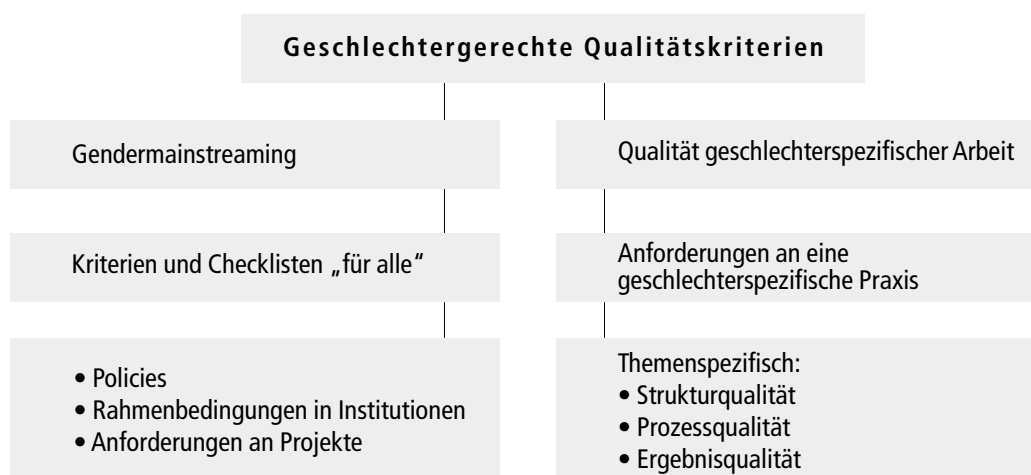 Geschlechtergerechte Qualitätskriterien
Gendermainstreaming
Kriterien und Checklisten „für alle“
• Policies
• Rahmenbedingungen in Institutionen
• Anforderungen an Projekte
Qualität geschlechterspezifischer Arbeit
Anforderungen an eine
geschlechterspezifische Praxis
Themenspezifisch:
• Strukturqualität
• Prozessqualität
• Ergebnisqualität